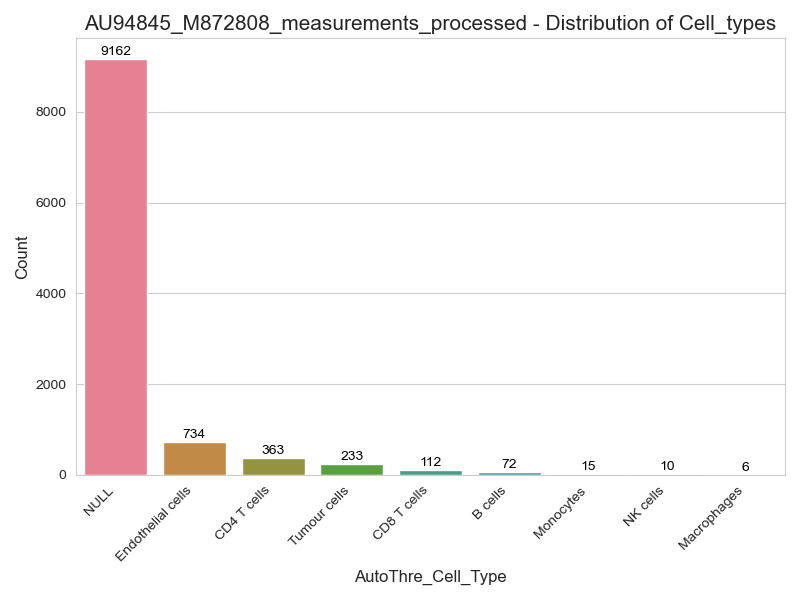 AU94845_M872808_measurements_processed - Distribution of Cell_types
9162
8000
6000
4000
2000
0
Count
734
363
233
112
72
15
10
6
NULL
Endothelial cells
CD4 T cells
Tumour cells
CD8 T cells
B cells
Monocytes
NK cells
Macrophages
AutoThre_Cell_Type